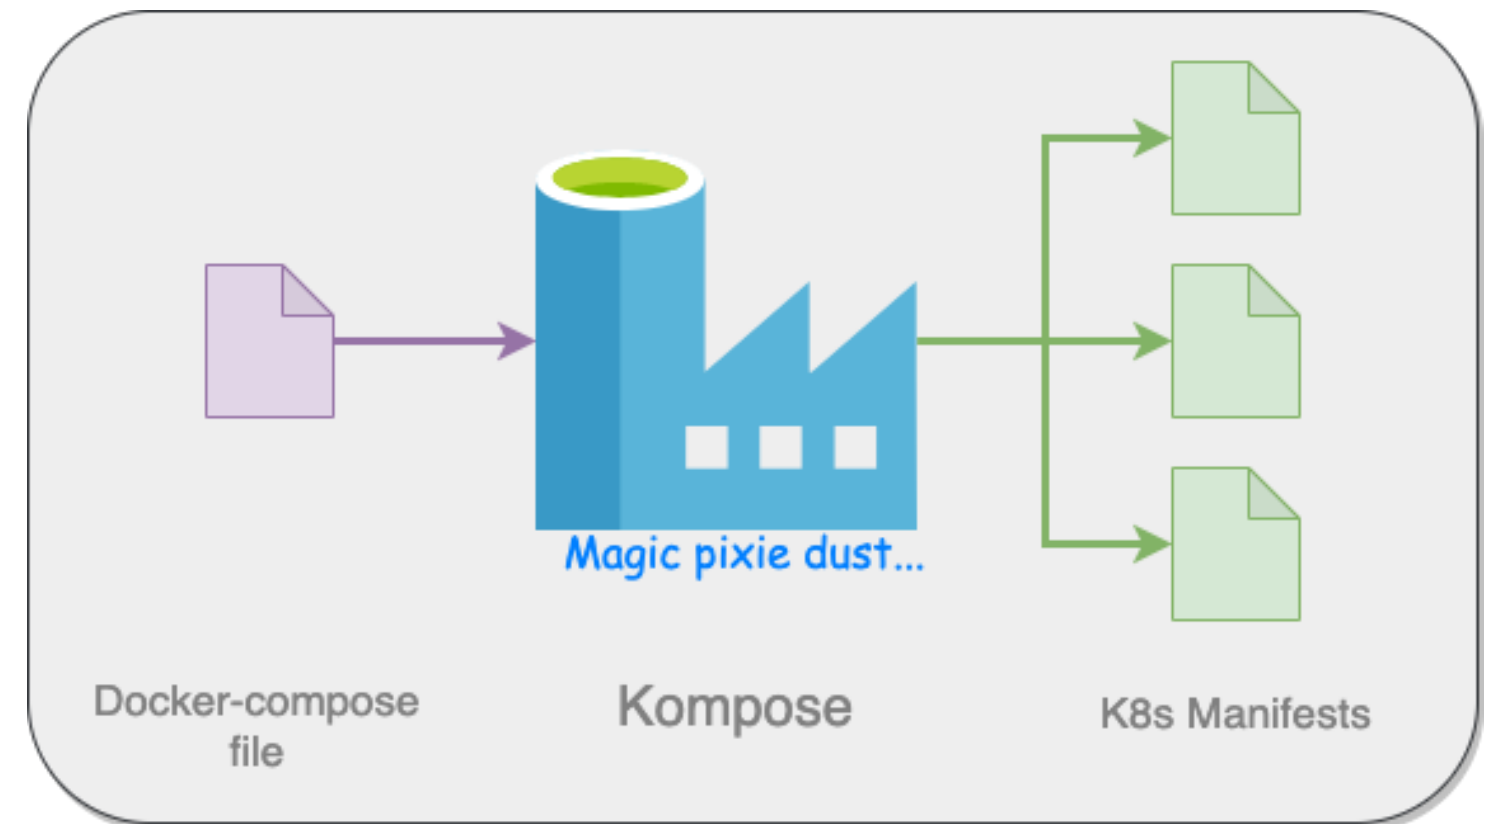 Magic pixie dust...
Docker-compose
file
Kompose
K8s Manifests